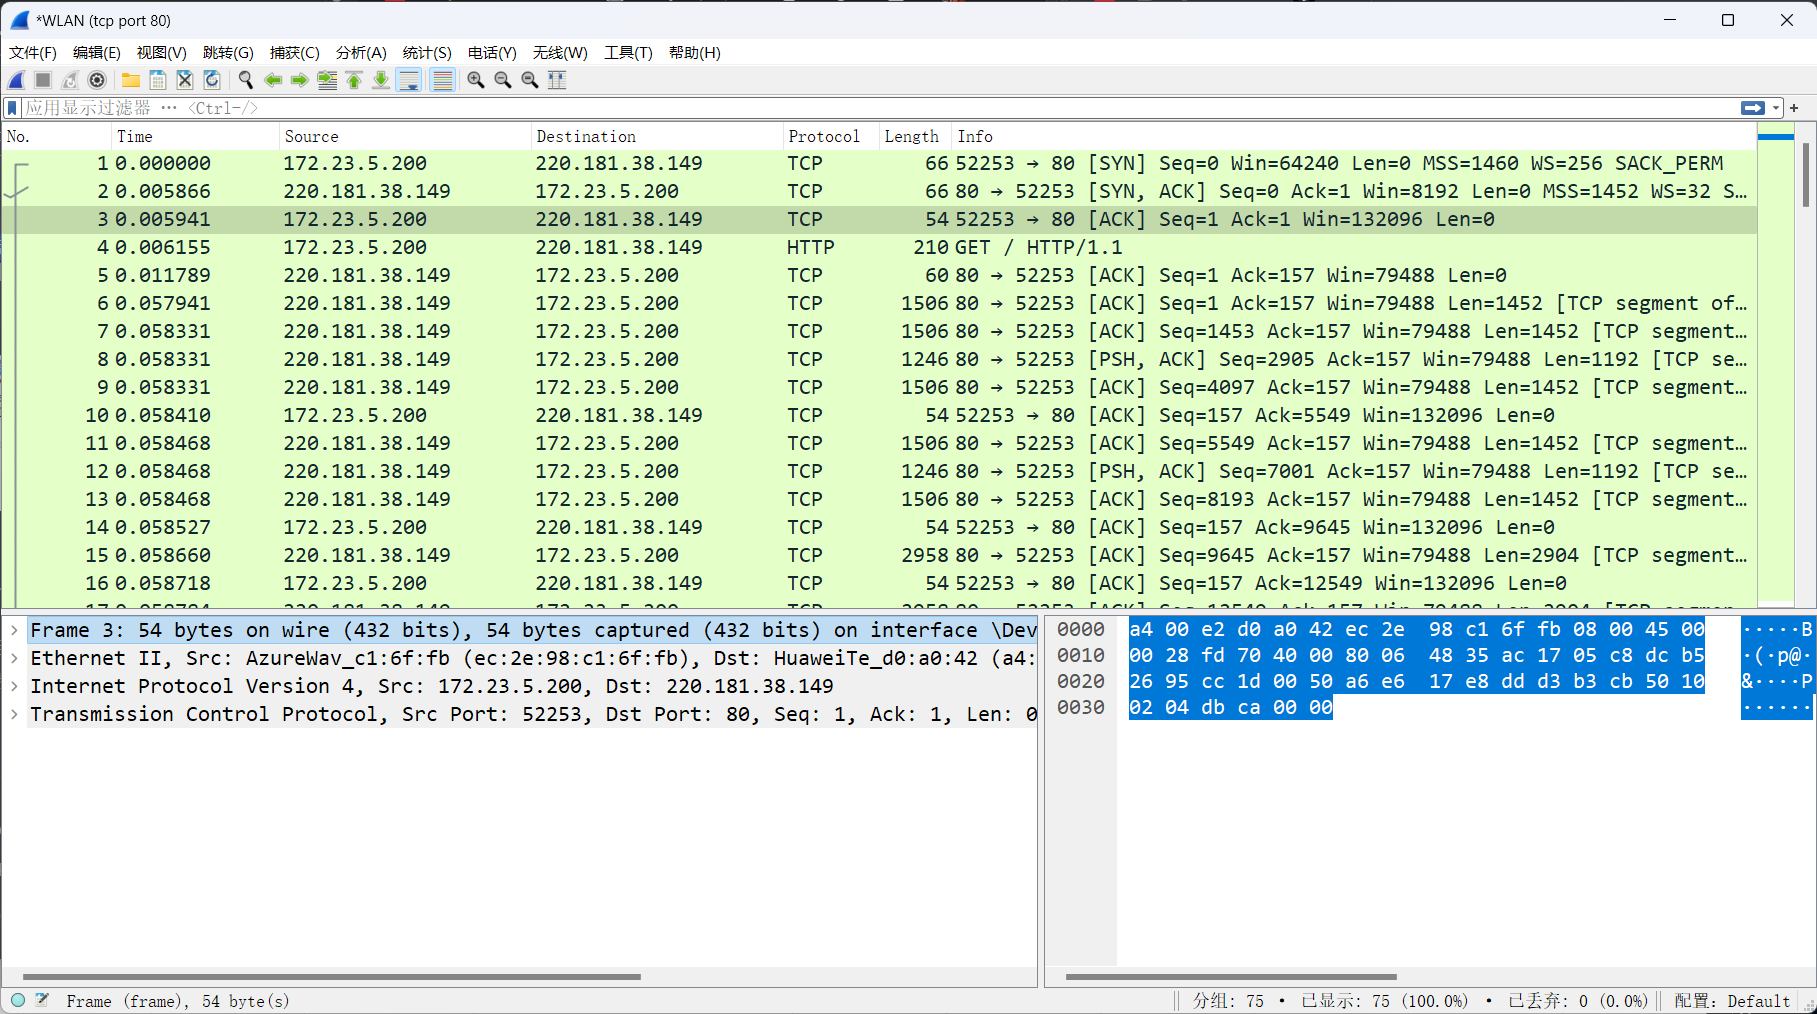 *WLAN (tcp port 80)
文件(F) 编辑(E) 视图(V) 跳转(G) 捕获(C) 分析(A) 统计(S) 电话(Y) 无线(W) 工具(T) 帮助(H)
应用显示过滤器 … <Ctrl-/>
No. Time Source Destination Protocol Length Info
1 0.000000 172.23.5.200 220.181.38.149 TCP 66 52253 → 80 [SYN] Seq=0 Win=64240 Len=0 MSS=1460 WS=256 SACK_PERM
2 0.005866 220.181.38.149 172.23.5.200 TCP 66 80 → 52253 [SYN, ACK] Seq=0 Ack=1 Win=8192 Len=0 MSS=1452 WS=32 S…
3 0.005941 172.23.5.200 220.181.38.149 TCP 54 52253 → 80 [ACK] Seq=1 Ack=1 Win=132096 Len=0
4 0.006155 172.23.5.200 220.181.38.149 HTTP 210 GET / HTTP/1.1
5 0.011789 220.181.38.149 172.23.5.200 TCP 60 80 → 52253 [ACK] Seq=1 Ack=157 Win=79488 Len=0
6 0.057941 220.181.38.149 172.23.5.200 TCP 1506 80 → 52253 [ACK] Seq=1 Ack=157 Win=79488 Len=1452 [TCP segment of…
7 0.058331 220.181.38.149 172.23.5.200 TCP 1506 80 → 52253 [ACK] Seq=1453 Ack=157 Win=79488 Len=1452 [TCP segment…
8 0.058331 220.181.38.149 172.23.5.200 TCP 1246 80 → 52253 [PSH, ACK] Seq=2905 Ack=157 Win=79488 Len=1192 [TCP se…
9 0.058331 220.181.38.149 172.23.5.200 TCP 1506 80 → 52253 [ACK] Seq=4097 Ack=157 Win=79488 Len=1452 [TCP segment…
10 0.058410 172.23.5.200 220.181.38.149 TCP 54 52253 → 80 [ACK] Seq=157 Ack=5549 Win=132096 Len=0
11 0.058468 220.181.38.149 172.23.5.200 TCP 1506 80 → 52253 [ACK] Seq=5549 Ack=157 Win=79488 Len=1452 [TCP segment…
12 0.058468 220.181.38.149 172.23.5.200 TCP 1246 80 → 52253 [PSH, ACK] Seq=7001 Ack=157 Win=79488 Len=1192 [TCP se…
13 0.058468 220.181.38.149 172.23.5.200 TCP 1506 80 → 52253 [ACK] Seq=8193 Ack=157 Win=79488 Len=1452 [TCP segment…
14 0.058527 172.23.5.200 220.181.38.149 TCP 54 52253 → 80 [ACK] Seq=157 Ack=9645 Win=132096 Len=0
15 0.058660 220.181.38.149 172.23.5.200 TCP 2958 80 → 52253 [ACK] Seq=9645 Ack=157 Win=79488 Len=2904 [TCP segment…
16 0.058718 172.23.5.200 220.181.38.149 TCP 54 52253 → 80 [ACK] Seq=157 Ack=12549 Win=132096 Len=0
Frame 3: 54 bytes on wire (432 bits), 54 bytes captured (432 bits) on interface \Dev
Ethernet II, Src: AzureWav_c1:6f:fb (ec:2e:98:c1:6f:fb), Dst: HuaweiTe_d0:a0:42 (a4:
Internet Protocol Version 4, Src: 172.23.5.200, Dst: 220.181.38.149
Transmission Control Protocol, Src Port: 52253, Dst Port: 80, Seq: 1, Ack: 1, Len: 0
0000 a4 00 e2 d0 a0 42 ec 2e 98 c1 6f fb 08 00 45 00 ·····B
0010 00 28 fd 70 40 00 80 06 48 35 ac 17 05 c8 dc b5 ·(·p@·
0020 26 95 cc 1d 00 50 a6 e6 17 e8 dd d3 b3 cb 50 10 &····P
0030 02 04 db ca 00 00 ······
Frame (frame), 54 byte(s)
分组: 75 · 已显示: 75 (100.0%) · 已丢弃: 0 (0.0%)
配置: Default